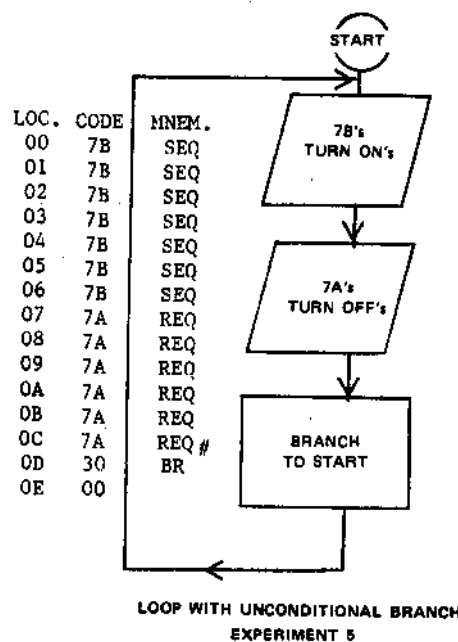 START
LOC. CODE MNEM.
00 7B SEQ
01 7B SEQ
02 7B SEQ
03 7B SEQ
04 7B SEQ
05 7B SEQ
06 7B SEQ
07 7A REQ
08 7A REQ
09 7A REQ
0A 7A REQ
0B 7A REQ
0C 7A REQ #
0D 30 BR
0E 00
7B's
TURN ON's
7A's
TURN OFF's
BRANCH
TO START
LOOP WITH UNCONDITIONAL BRANCH
EXPERIMENT 5